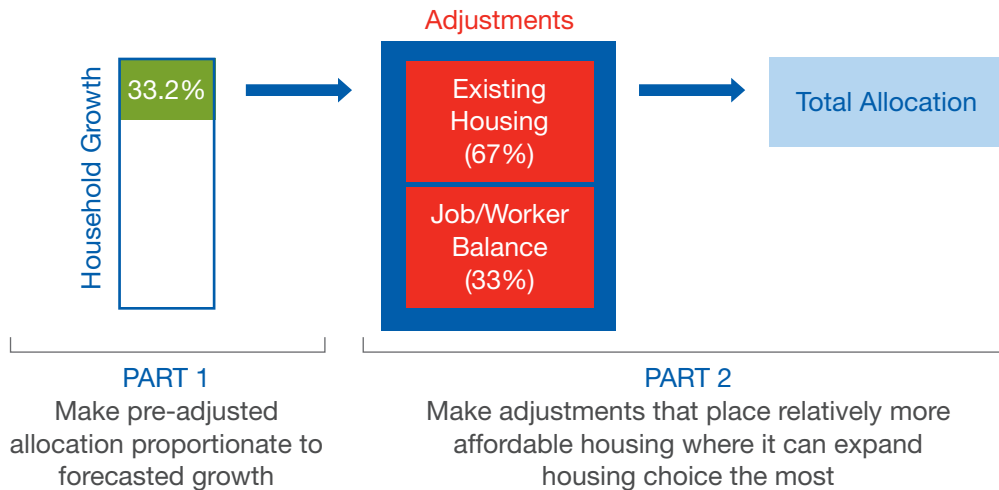 Household Growth
33.2%
Adjustments
Existing
Housing
(67%)
Job/Worker
Balance
(33%)
Total Allocation
PART 1
Make pre-adjusted
allocation proportionate to
forecasted growth
PART 2
Make adjustments that place relatively more
affordable housing where it can expand
housing choice the most